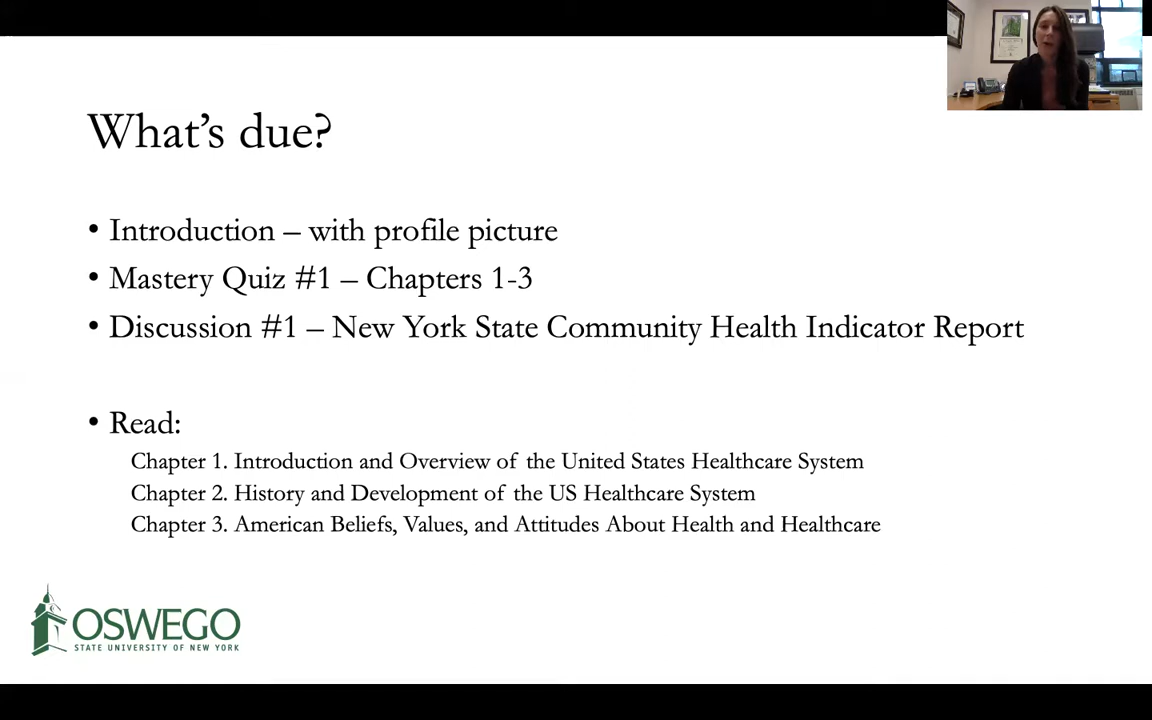 What's due?
• Introduction – with profile picture
• Mastery Quiz #1 – Chapters 1-3
• Discussion #1 – New York State Community Health Indicator Report
• Read:
Chapter 1. Introduction and Overview of the United States Healthcare System
Chapter 2. History and Development of the US Healthcare System
Chapter 3. American Beliefs, Values, and Attitudes About Health and Healthcare
OSWEGO
STATE UNIVERSITY OF NEW YORK